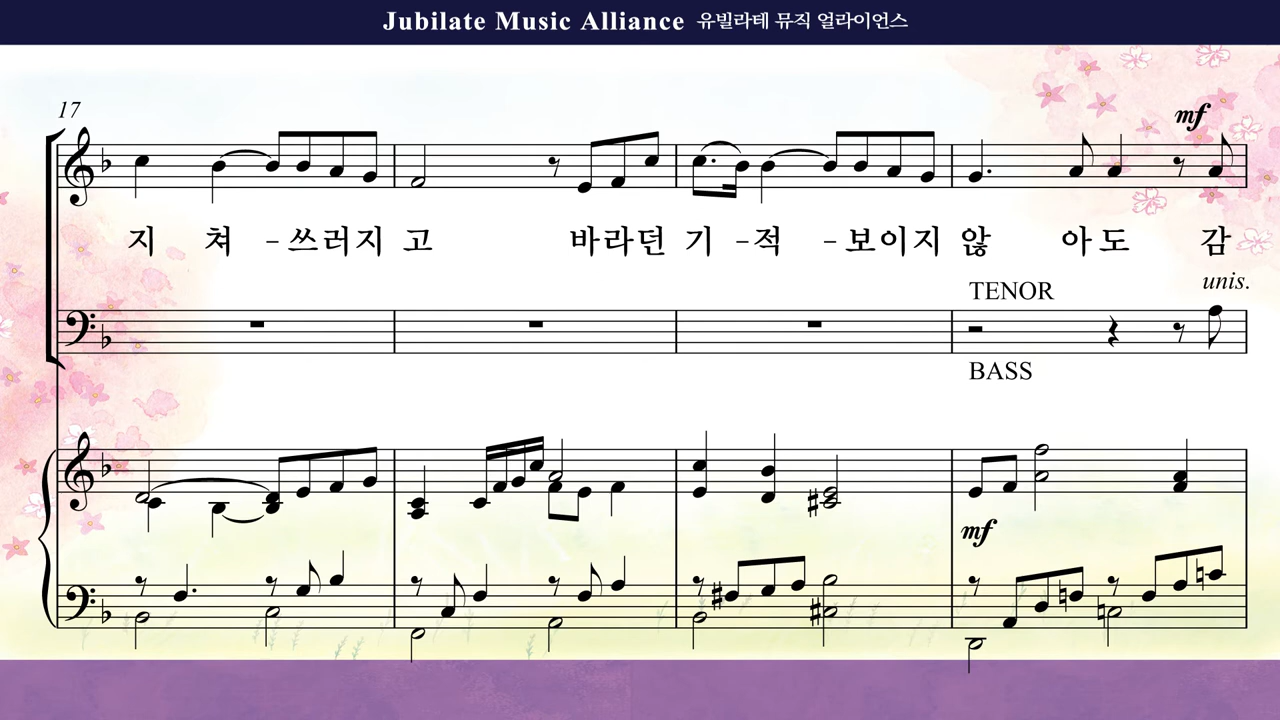 Jubilate Music Alliance 유빌라테 뮤직 얼라이언스
17
mf
지 쳐 - 쓰러지 고 바라던 기 - 적 - 보이지 않 아도 감
unis.
TENOR
BASS
mf